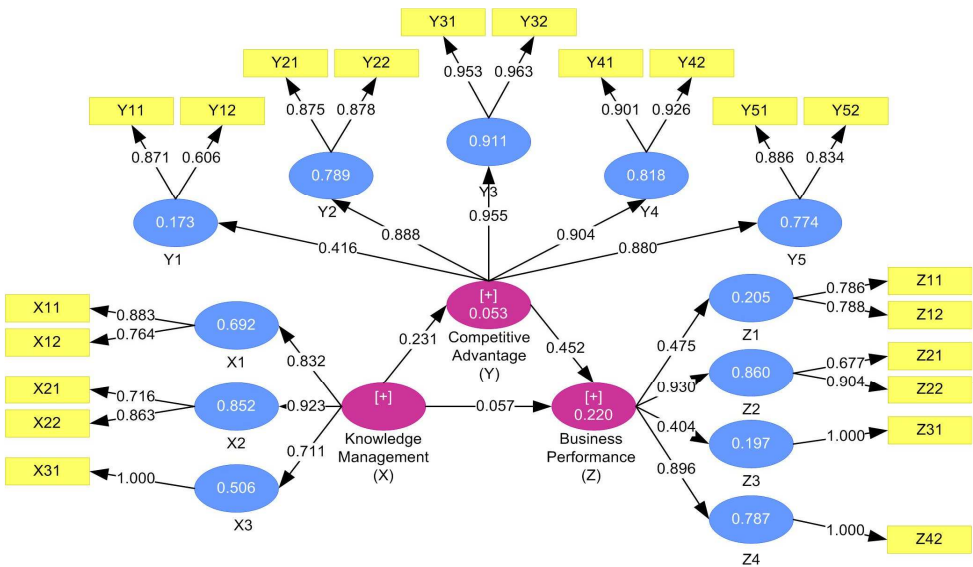 Y31 Y32
Y21 Y22
Y41 Y42
0.953 0.963
Y11 Y12
Y51 Y52
0.875 0.878
0.901 0.926
0.911
0.871 0.606
0.886 0.834
0.789
0.818
Y3
Y2
Y4
0.173
0.955
0.774
0.888
0.904
Y1
0.416
0.880
Y5
[+]
0.053
Competitive
Advantage
(Y)
X11
0.883
X12
0.764
0.692
X1
0.832
0.231
0.452
0.475
0.205
Z1
0.786
Z11
0.788
Z12
X21
0.716
X22
0.863
0.852
X2
0.923
[+]
Knowledge
Management
(X)
0.057
[+]
0.220
Business
Performance
(Z)
0.930
0.860
Z2
0.677
Z21
0.904
Z22
X31
1.000
0.506
X3
0.711
0.404
0.197
Z3
1.000
Z31
0.896
0.787
Z4
1.000
Z42